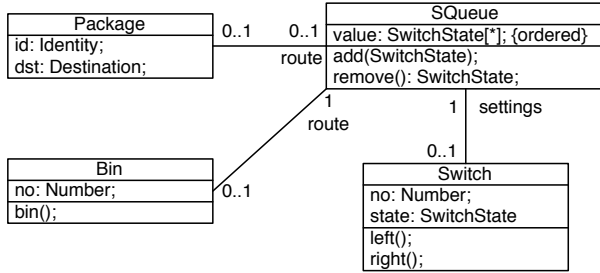 Package
id: Identity;
dst: Destination;
0..1
0..1
route
SQueue
value: SwitchState[*]; {ordered}
add(SwitchState);
remove(): SwitchState;
1
route
1
settings
0..1
Bin
no: Number;
bin();
0..1
Switch
no: Number;
state: SwitchState
left();
right();